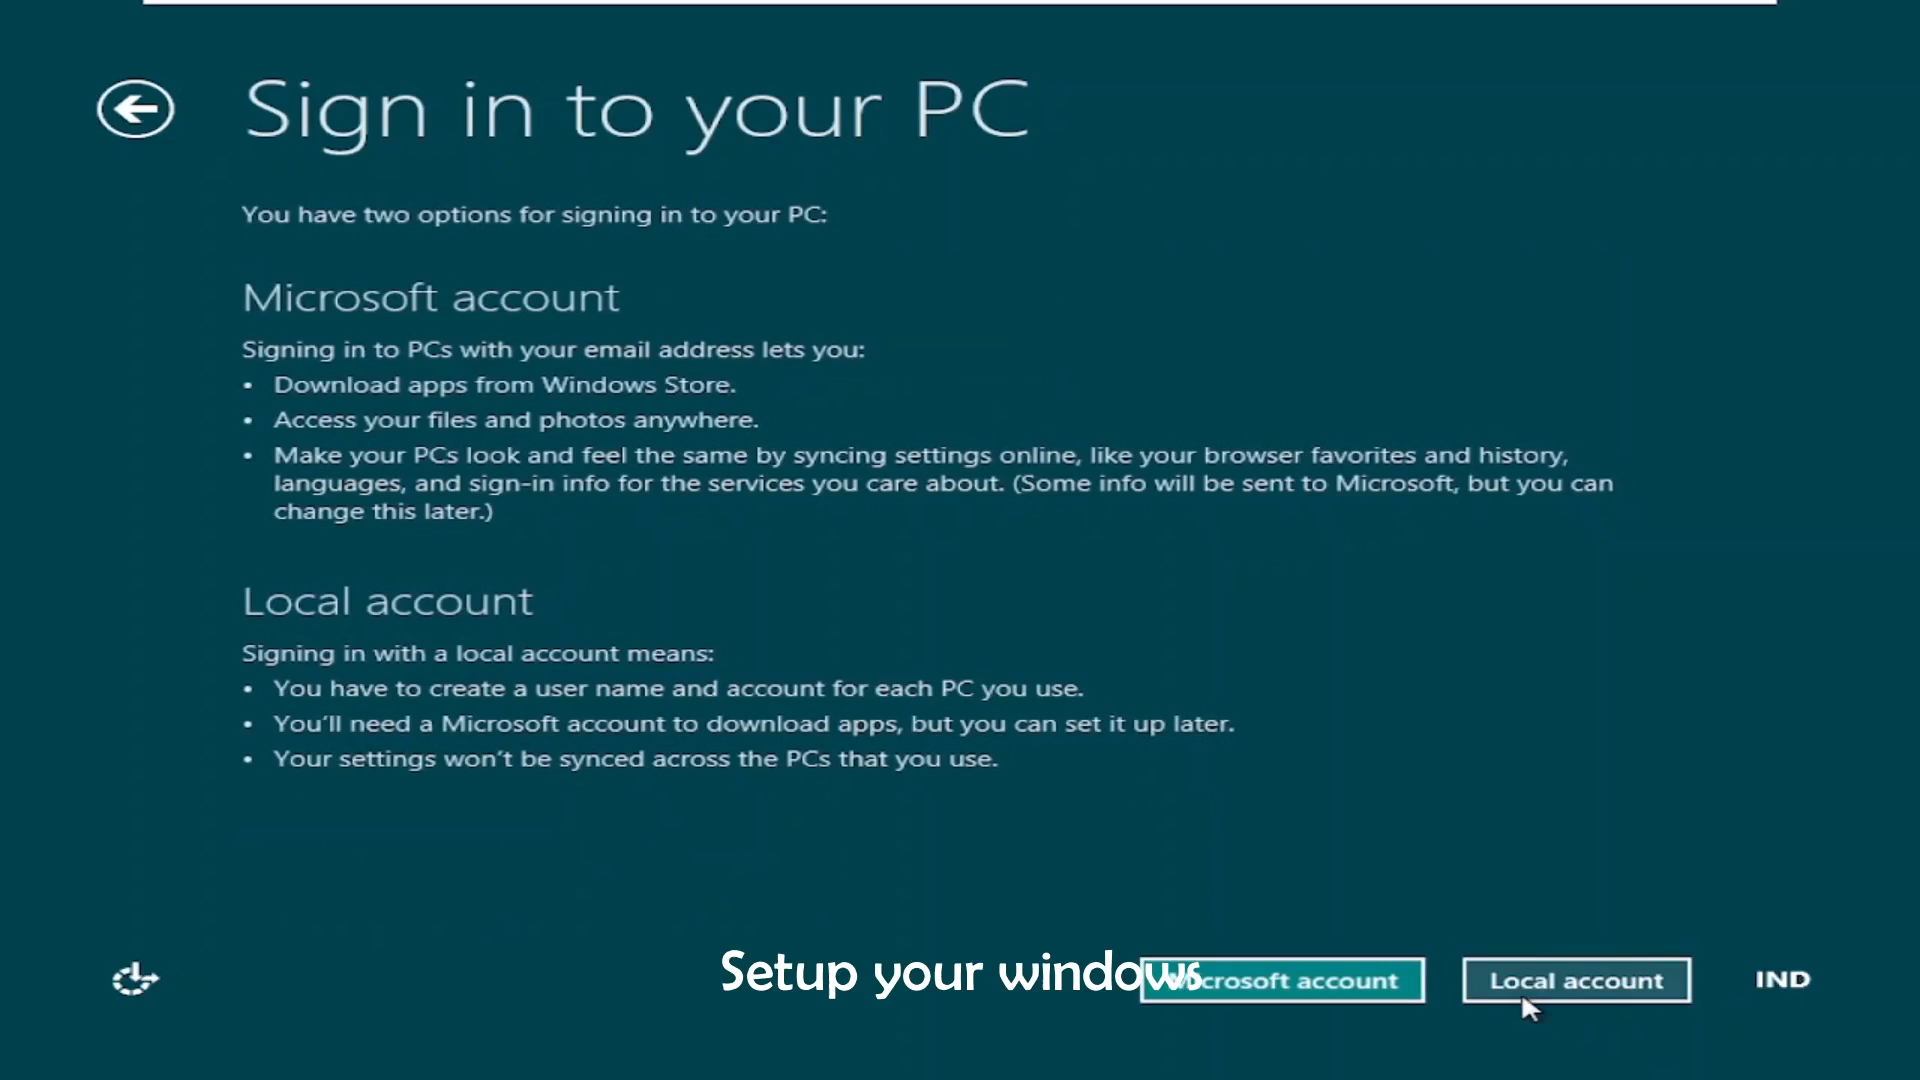 Sign in to your PC
You have two options for signing in to your PC:
Microsoft account
Signing in to PCs with your email address lets you:
• Download apps from Windows Store.
• Access your files and photos anywhere.
• Make your PCs look and feel the same by syncing settings online, like your browser favorites and history,
languages, and sign-in info for the services you care about. (Some info will be sent to Microsoft, but you can
change this later.)
Local account
Signing in with a local account means:
• You have to create a user name and account for each PC you use.
• You'll need a Microsoft account to download apps, but you can set it up later.
• Your settings won't be synced across the PCs that you use.
Setup your windows
Microsoft account
Local account
IND